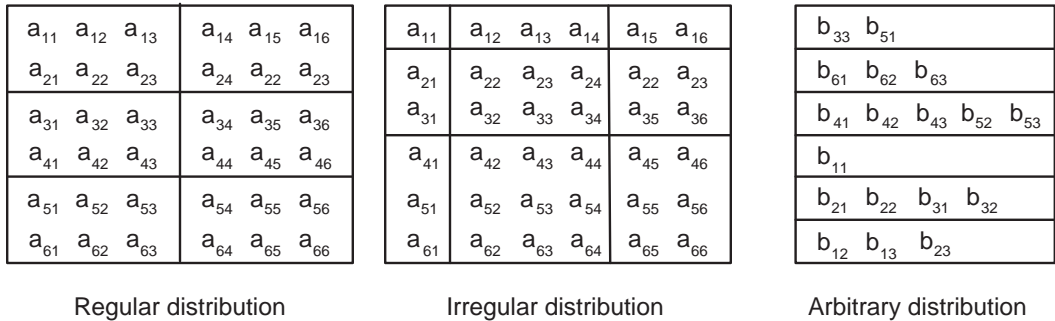 a₁₁ a₁₂ a₁₃ a₁₄ a₁₅ a₁₆
a₂₁ a₂₂ a₂₃ a₂₄ a₂₂ a₂₃
a₃₁ a₃₂ a₃₃ a₃₄ a₃₅ a₃₆
a₄₁ a₄₂ a₄₃ a₄₄ a₄₅ a₄₆
a₅₁ a₅₂ a₅₃ a₅₄ a₅₅ a₅₆
a₆₁ a₆₂ a₆₃ a₆₄ a₆₅ a₆₆
Regular distribution
a₁₁ a₁₂ a₁₃ a₁₄ a₁₅ a₁₆
a₂₁ a₂₂ a₂₃ a₂₄ a₂₂ a₂₃
a₃₁ a₃₂ a₃₃ a₃₄ a₃₅ a₃₆
a₄₁ a₄₂ a₄₃ a₄₄ a₄₅ a₄₆
a₅₁ a₅₂ a₅₃ a₅₄ a₅₅ a₅₆
a₆₁ a₆₂ a₆₃ a₆₄ a₆₅ a₆₆
Irregular distribution
b₃₃ b₅₁
b₆₁ b₆₂ b₆₃
b₄₁ b₄₂ b₄₃ b₅₂ b₅₃
b₁₁
b₂₁ b₂₂ b₃₁ b₃₂
b₁₂ b₁₃ b₂₃
Arbitrary distribution